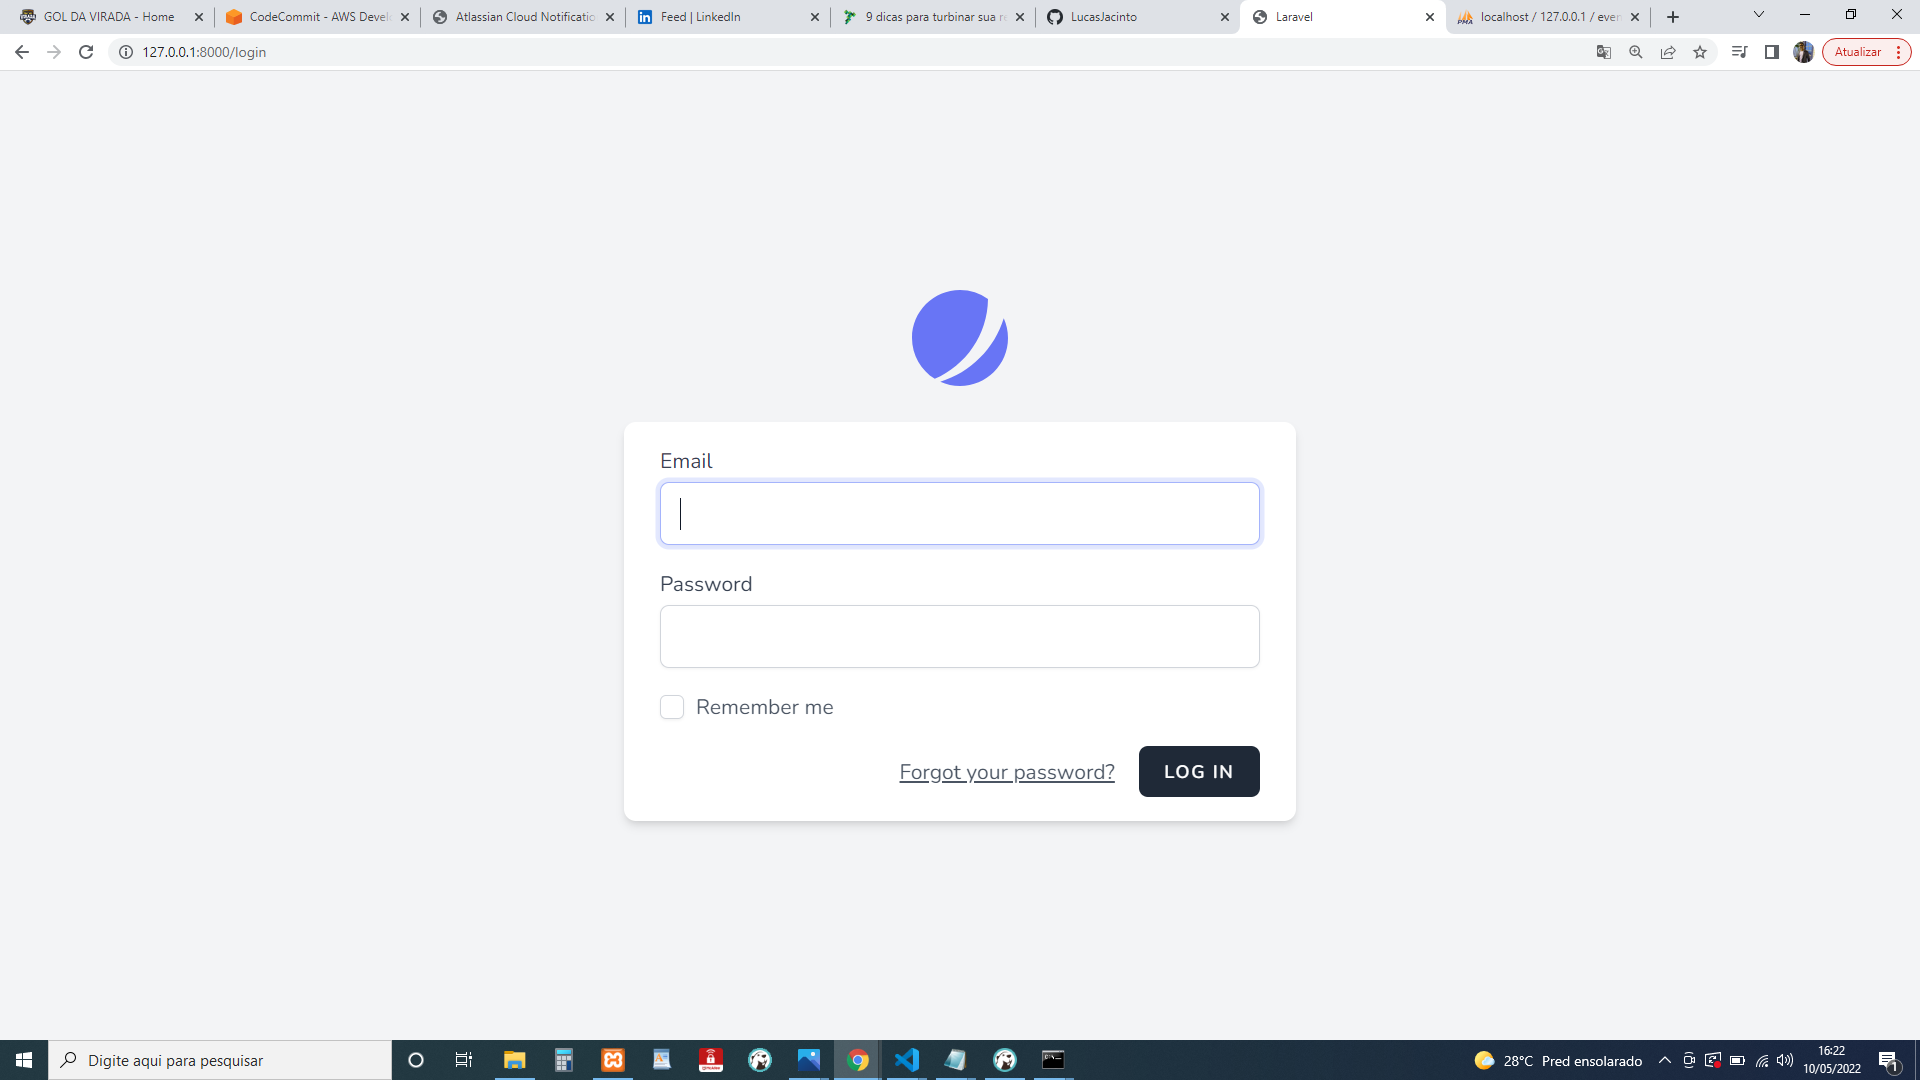 GOL DA VIRADA - Home
CodeCommit - AWS Devel
Atlassian Cloud Notificatio
Feed | LinkedIn
9 dicas para turbinar sua
LucasJacinto
Laravel
localhost / 127.0.0.1 / even
127.0.0.1:8000/login
Atualizar
Email
Password
Remember me
Forgot your password?
LOG IN
Digite aqui para pesquisar
28°C Pred ensolarado
16:22
10/05/2022
1